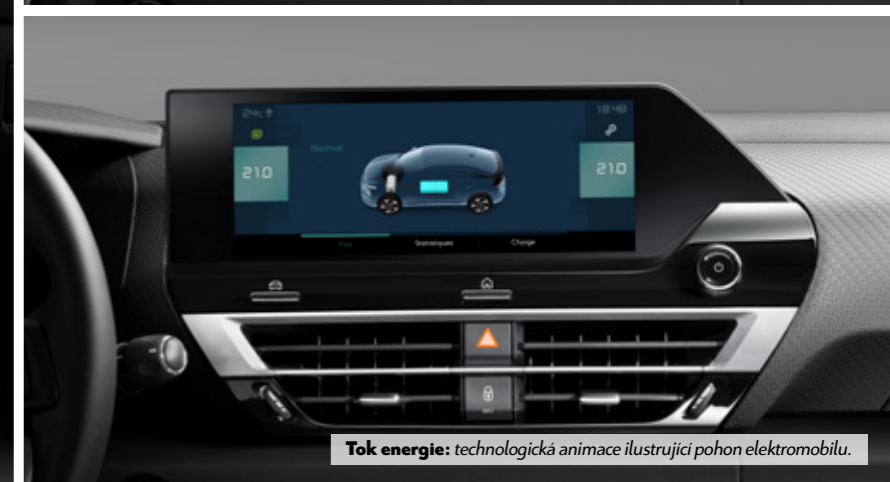 24°C
18:48
21.0
Normal
21.0
Flux
Statistiques
Charge
Tok energie: technologická animace ilustrující pohon elektromobilu.